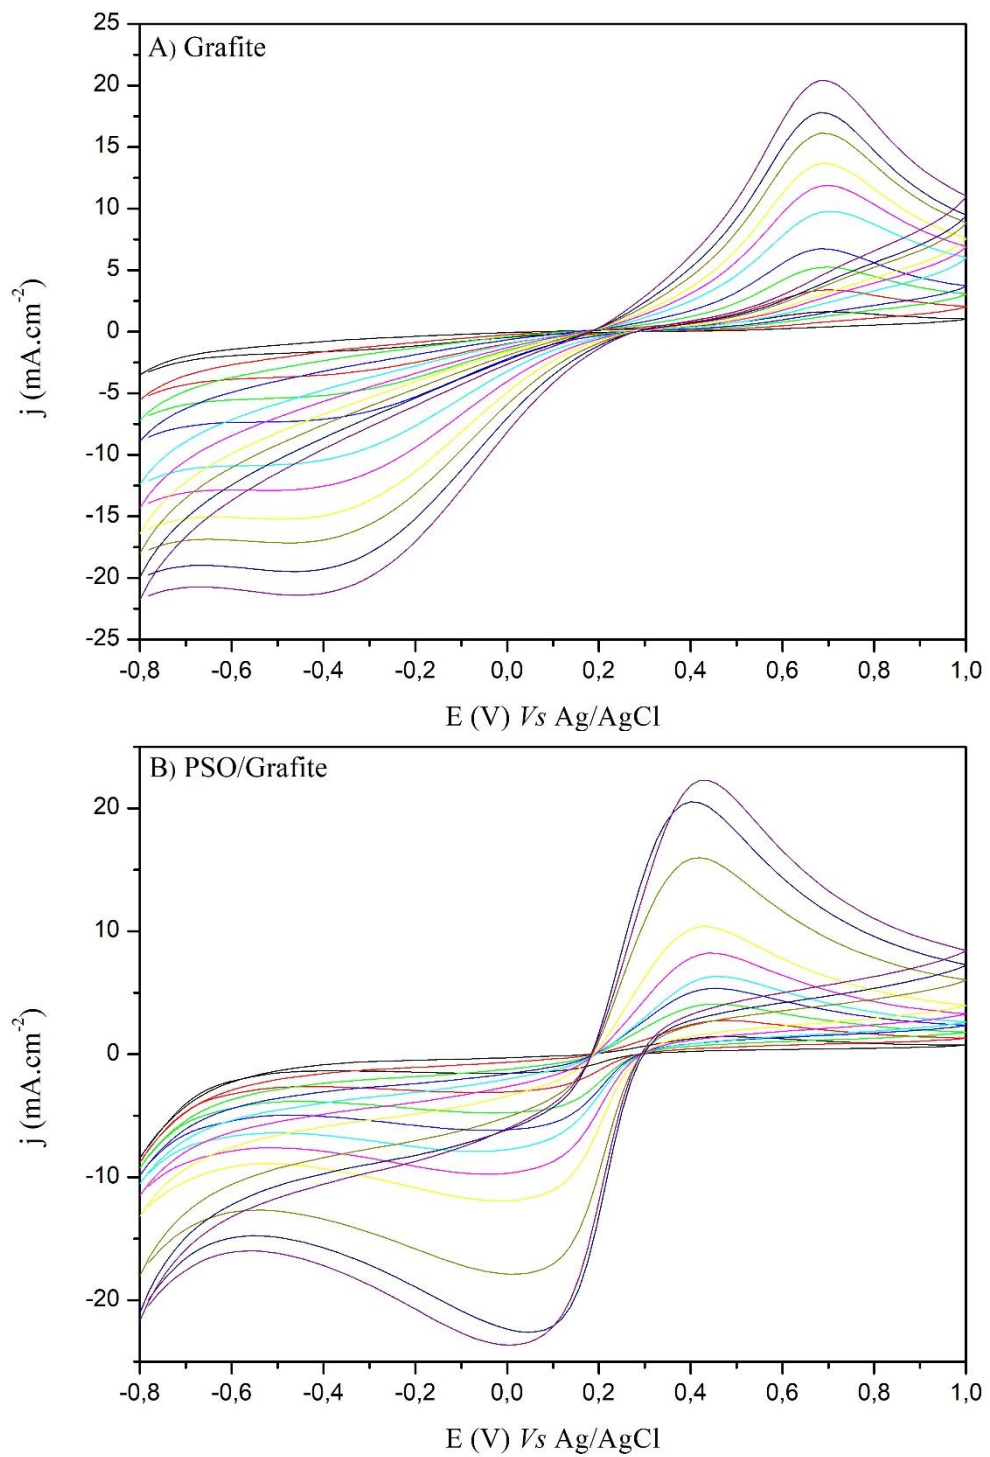 A) Grafite
25
20
15
10
5
0
-5
-10
-15
-20
-25
j (mA.cm⁻²)
-0,8 -0,6 -0,4 -0,2 0,0 0,2 0,4 0,6 0,8 1,0
E (V) Vs Ag/AgCl
B) PSO/Grafite
20
10
0
-10
-20
j (mA.cm⁻²)
-0,8 -0,6 -0,4 -0,2 0,0 0,2 0,4 0,6 0,8 1,0
E (V) Vs Ag/AgCl